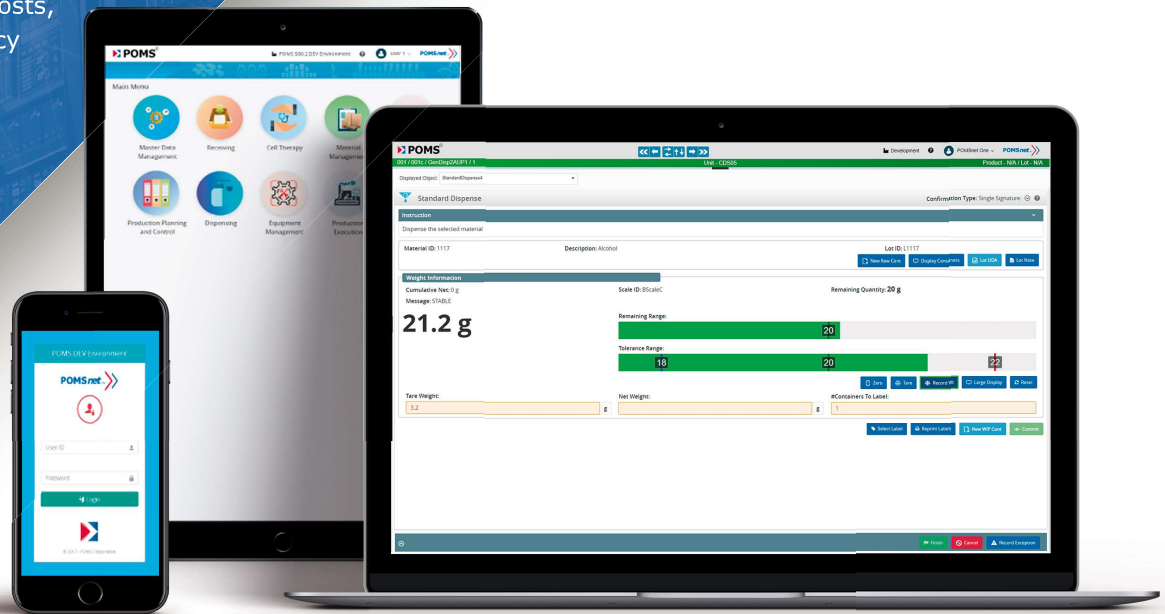 osts,
cy
POMS®
POMS 500.2 DEV Environment
user 1
POMSnet
Main Menu
Master Data
Management
Receiving
Cell Therapy
Material
Managemen
Production Planning
and Control
Dispensing
Equipment
Management
Production
Execution
POMS DEV Environment
POMSnet
User ID
Password
Login
POMS®
Development
POMSnet One
POMSnet
001 / 001c / GenDisp2AUP1 / 1
Unit - CDS05
Product - N/A / Lot - N/A
Displayed Object: StandardDispense4
Standard Dispense
Confirmation Type: Single Signature
Instruction
Dispense the selected material
Material ID: 1117
Description: Alcohol
Lot ID: L1117
New Raw Cont
Display Containers
Lot UDA
Lot Note
Weight Information
Cumulative Net: 0 g
Scale ID: BScaleC
Remaining Quantity: 20 g
Message: STABLE
21.2 g
Remaining Range:
20
Tolerance Range:
18
20
22
Zero
Tare
Record Wt
Large Display
Reset
Tare Weight:
Net Weight:
#Containers To Label:
3.2
g
g
1
Select Label
Reprint Labels
New WIP Cont
Commit
Finish
Cancel
Record Exception